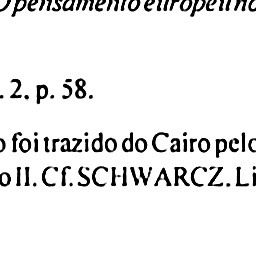 O pensamento europeu no
. 2, p. 58.
o foi trazido do Cairo pelo
o II. Cf. SCHWARCZ. Li